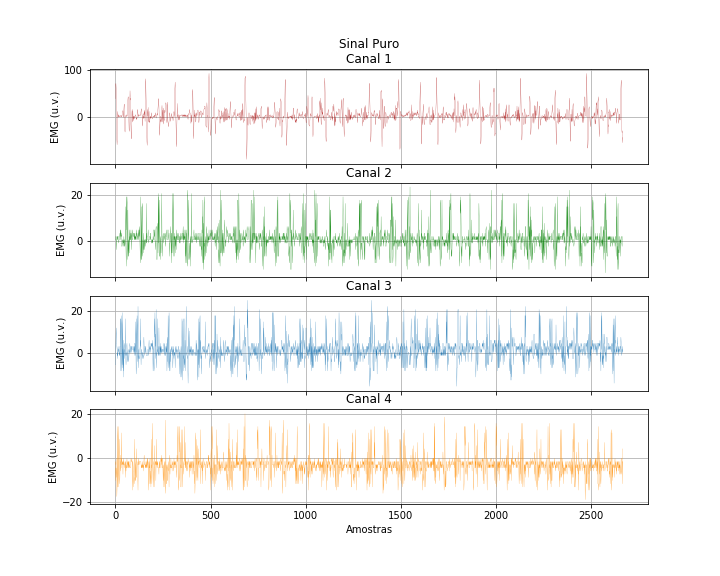 Sinal Puro
Canal 1
100
0
EMG (u.v.)
Canal 2
20
0
EMG (u.v.)
Canal 3
20
0
EMG (u.v.)
Canal 4
20
0
−20
EMG (u.v.)
0 500 1000 1500 2000 2500
Amostras